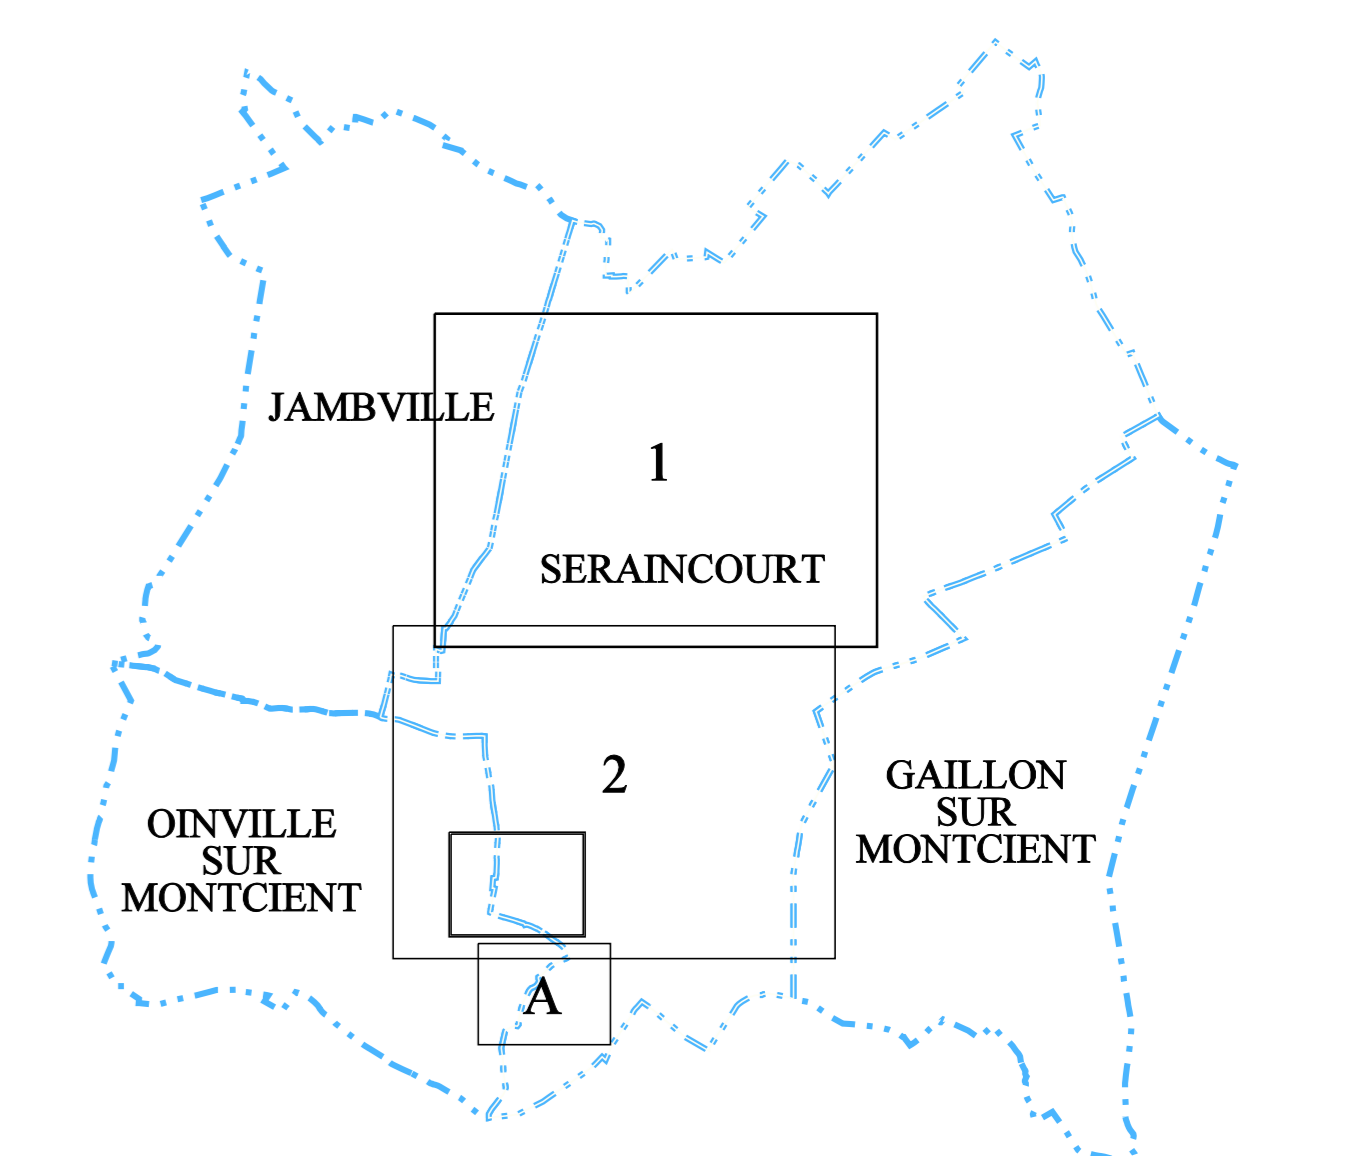 JAMBVILLE
1
SERAINCOURT
2
OINVILLE
SUR
MONTCIENT
GAILLON
SUR
MONTCIENT
A